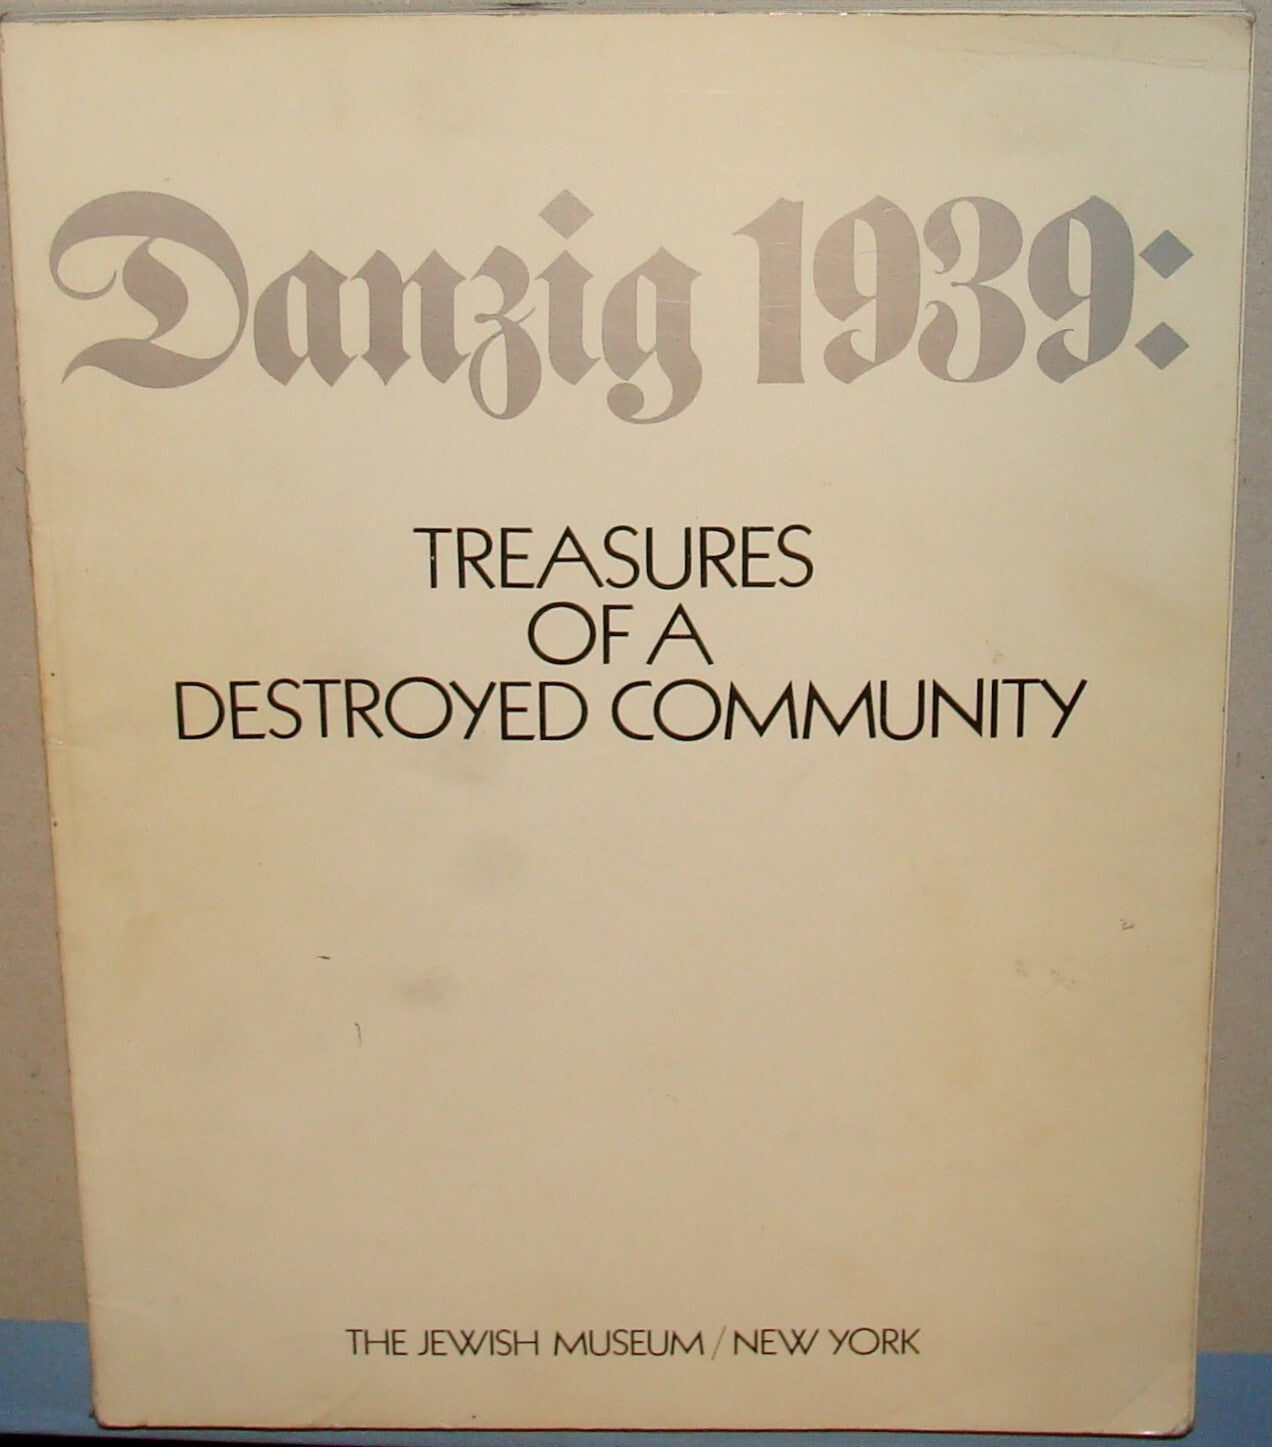 Danzig 1939:
TREASURES
OF A
DESTROYED COMMUNITY
THE JEWISH MUSEUM / NEW YORK